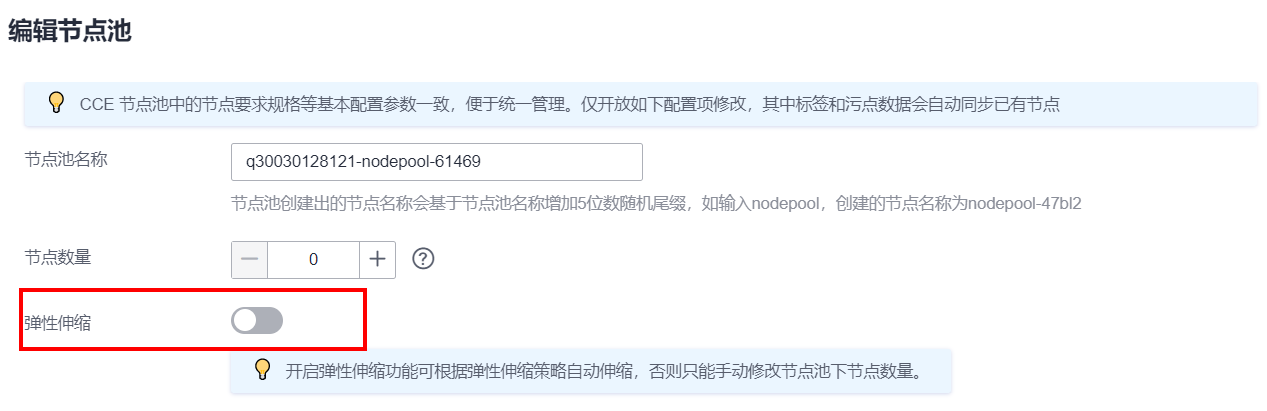 编辑节点池
CCE 节点池中的节点要求规格等基本配置参数一致，便于统一管理。仅开放如下配置项修改，其中标签和污点数据会自动同步已有节点
节点池名称
q30030128121-nodepool-61469
节点池创建出的节点名称会基于节点池名称增加5位数随机尾缀，如输入nodepool，创建的节点名称为nodepool-47bl2
节点数量
0
弹性伸缩
开启弹性伸缩功能可根据弹性伸缩策略自动伸缩，否则只能手动修改节点池下节点数量。